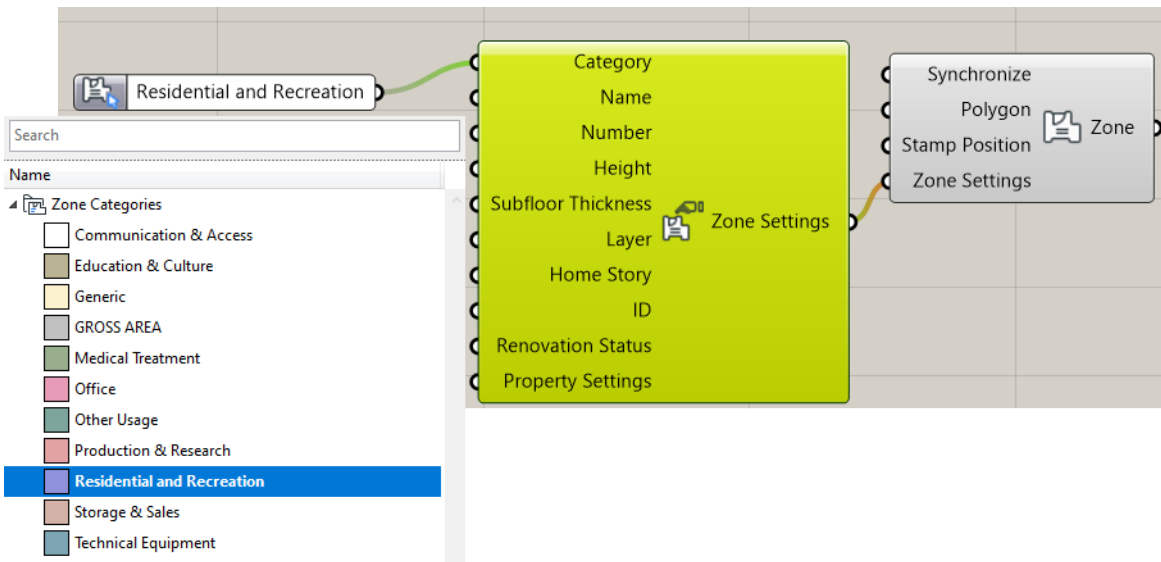 Residential and Recreation
Search
Name
Zone Categories
Communication & Access
Education & Culture
Generic
GROSS AREA
Medical Treatment
Office
Other Usage
Production & Research
Residential and Recreation
Storage & Sales
Technical Equipment
Category
Name
Number
Height
Subfloor Thickness
Layer
Home Story
ID
Renovation Status
Property Settings
Zone Settings
Synchronize
Polygon
Stamp Position
Zone Settings
Zone